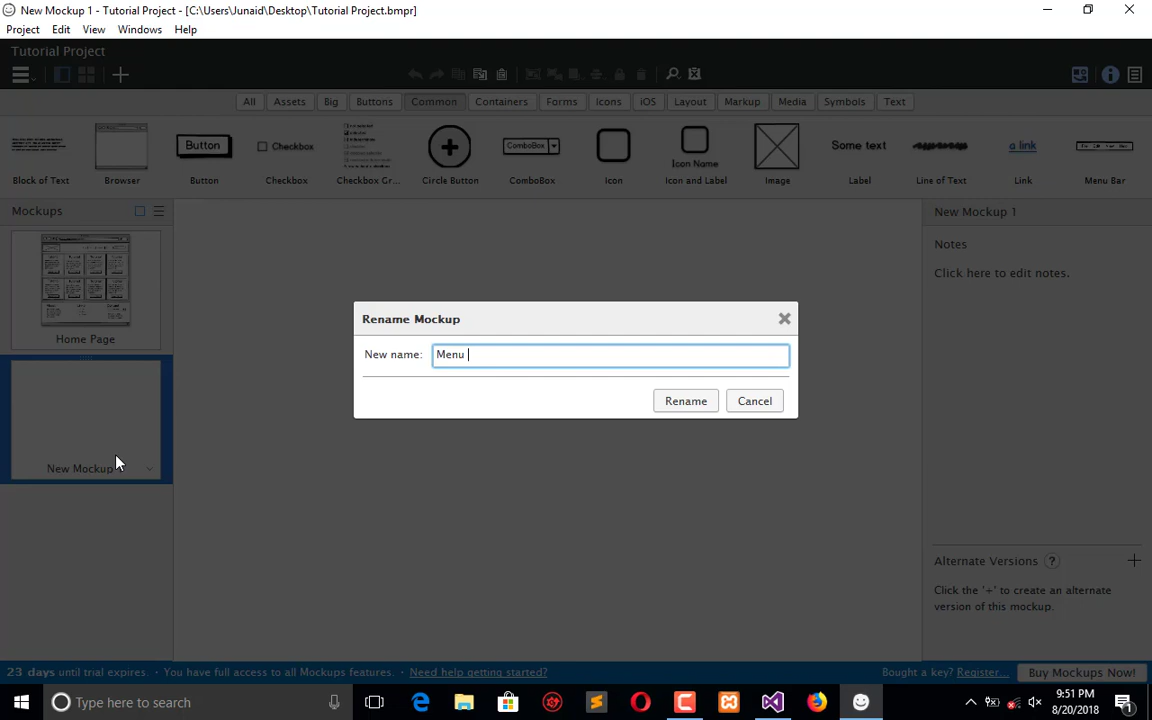 New Mockup 1 - Tutorial Project - [C:\Users\Junaid\Desktop\Tutorial Project.bmpr]
Project Edit View Windows Help
Tutorial Project
All Assets Big Buttons Common Containers Forms Icons iOS Layout Markup Media Symbols Text
Button Checkbox ComboBox Icon Name Some text a link
Block of Text Browser Button Checkbox Checkbox Gr... Circle Button ComboBox Icon Icon and Label Image Label Line of Text Link Menu Bar
Mockups
New Mockup 1
Notes
Click here to edit notes.
Home Page
Rename Mockup
New name: Menu
Rename Cancel
New Mockup
Alternate Versions ?
Click the '+' to create an alternate
version of this mockup.
23 days until trial expires. · You have full access to all Mockups features. · Need help getting started?
Bought a key? Register... Buy Mockups Now!
Type here to search
9:51 PM
8/20/2018
1